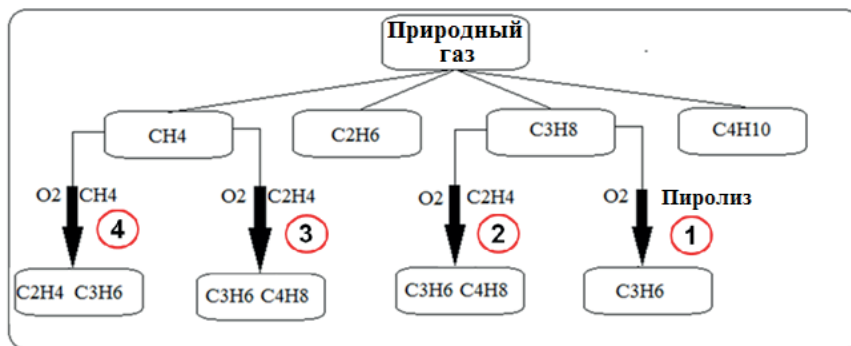 Природный
газ
CH4
C2H6
C3H8
C4H10
O2 CH4
O2 C2H4
O2 C2H4
O2 Пиролиз
4
3
2
1
C2H4 C3H6
C3H6 C4H8
C3H6 C4H8
C3H6